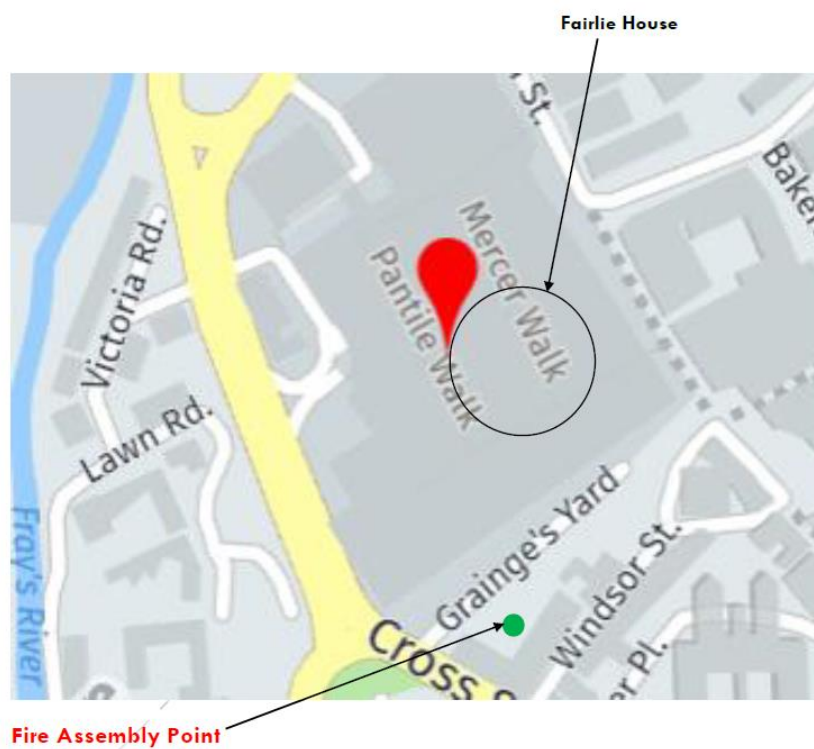 Fairlie House
St.
Mercer Walk
Pantile Walk
Victoria Rd.
Lawn Rd.
Fray's River
Grainge's Yard
Windsor St.
Cross
Pl.
Fire Assembly Point